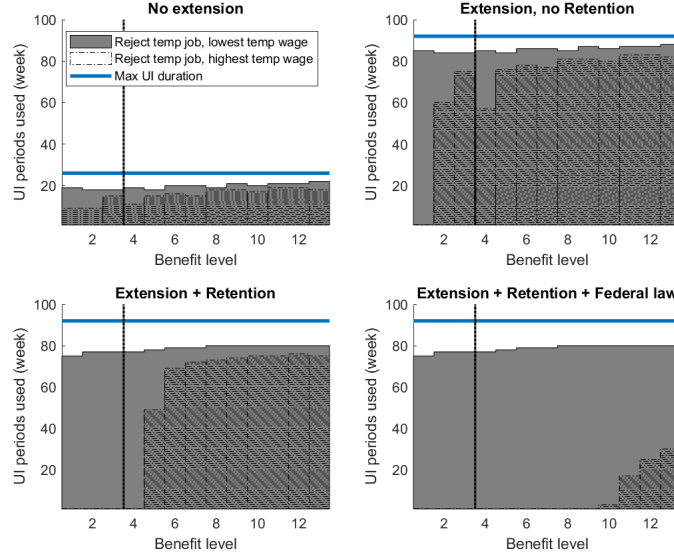 No extension
100
80
60
40
20
UI periods used (week)
Reject temp job, lowest temp wage
Reject temp job, highest temp wage
Max UI duration
2 4 6 8 10 12
Benefit level
Extension, no Retention
100
80
60
40
20
UI periods used (week)
2 4 6 8 10 12
Benefit level
Extension + Retention
100
80
60
40
20
UI periods used (week)
2 4 6 8 10 12
Benefit level
Extension + Retention + Federal law
100
80
60
40
20
UI periods used (week)
2 4 6 8 10 12
Benefit level